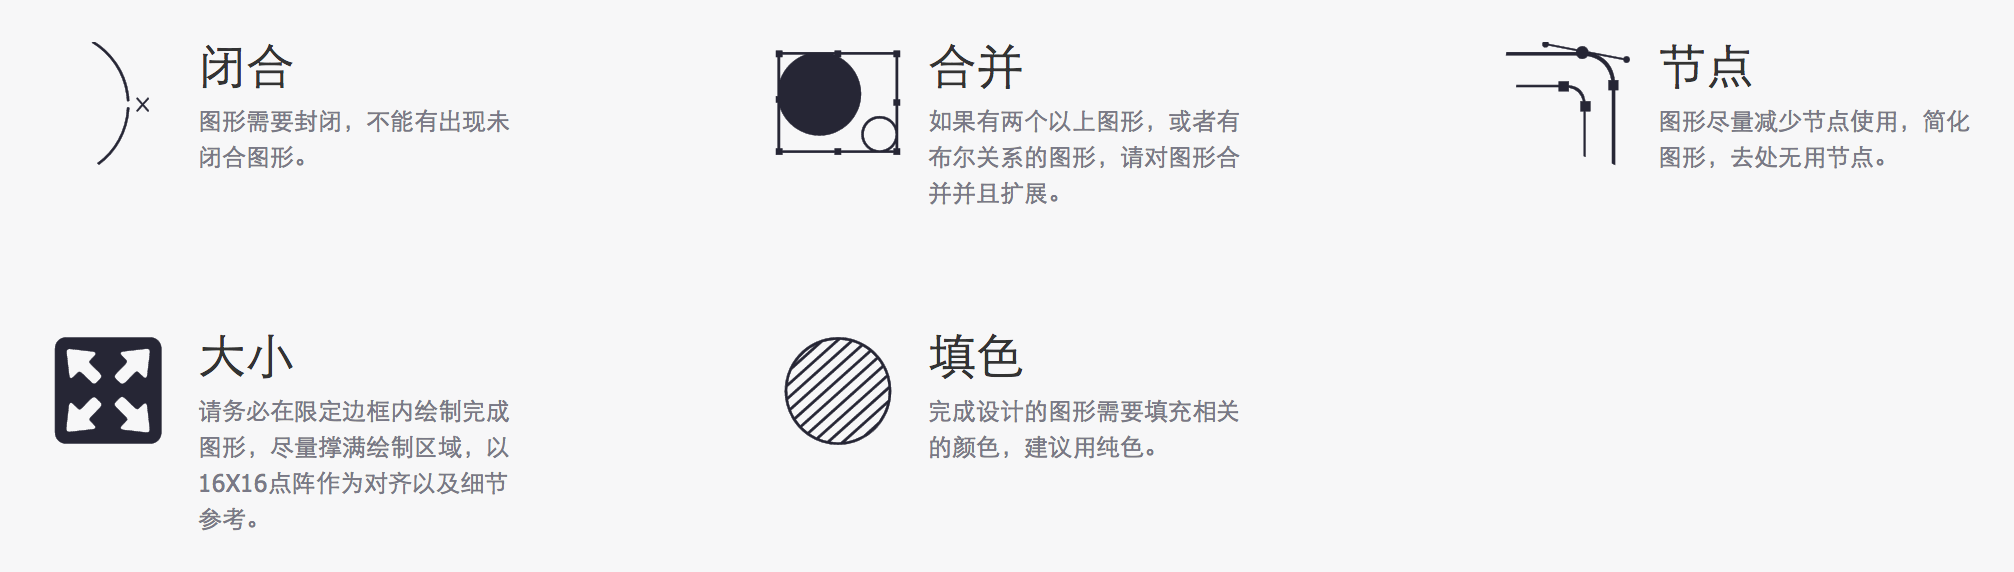 闭合
图形需要封闭，不能有出现未
闭合图形。
合并
如果有两个以上图形，或者有
布尔关系的图形，请对图形合
并并且扩展。
节点
图形尽量减少节点使用，简化
图形，去处无用节点。
大小
请务必在限定边框内绘制完成
图形，尽量撑满绘制区域，以
16X16点阵作为对齐以及细节
参考。
填色
完成设计的图形需要填充相关
的颜色，建议用纯色。